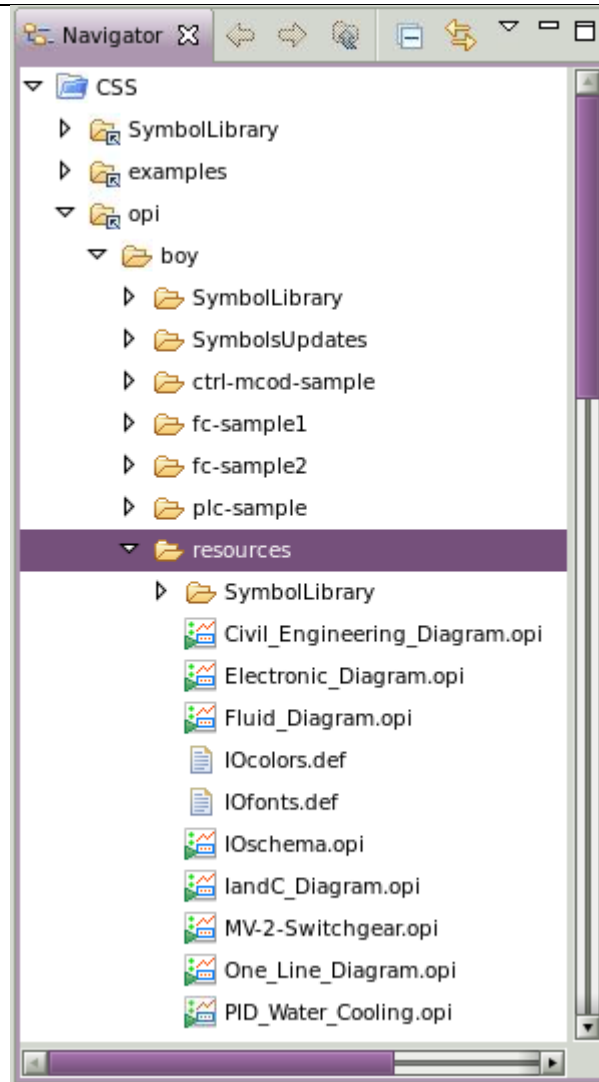 Navigator
CSS
SymbolLibrary
examples
opi
boy
SymbolLibrary
SymbolsUpdates
ctrl-mcod-sample
fc-sample1
fc-sample2
plc-sample
resources
SymbolLibrary
Civil_Engineering_Diagram.opi
Electronic_Diagram.opi
Fluid_Diagram.opi
IOcolors.def
IOfonts.def
IOschema.opi
IandC_Diagram.opi
MV-2-Switchgear.opi
One_Line_Diagram.opi
PID_Water_Cooling.opi